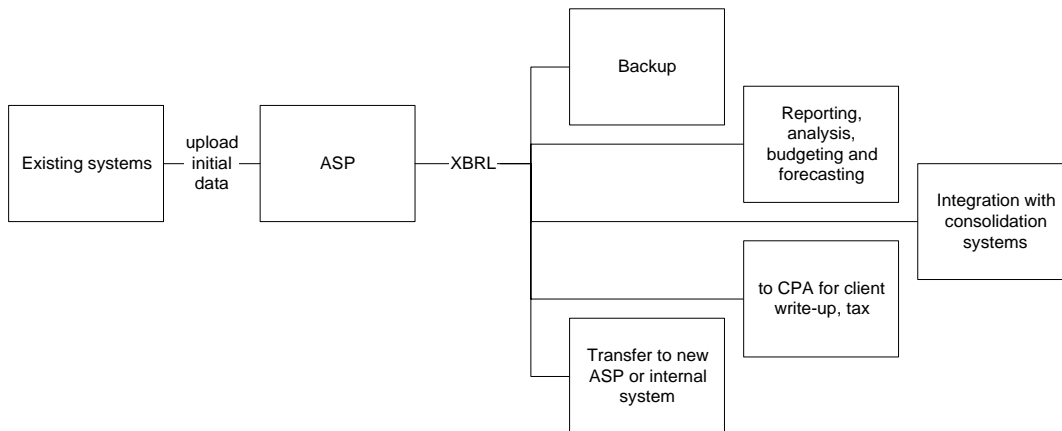 Existing systems
upload
initial
data
ASP
XBRL
Backup
Reporting,
analysis,
budgeting and
forecasting
Integration with
consolidation
systems
to CPA for client
write-up, tax
Transfer to new
ASP or internal
system